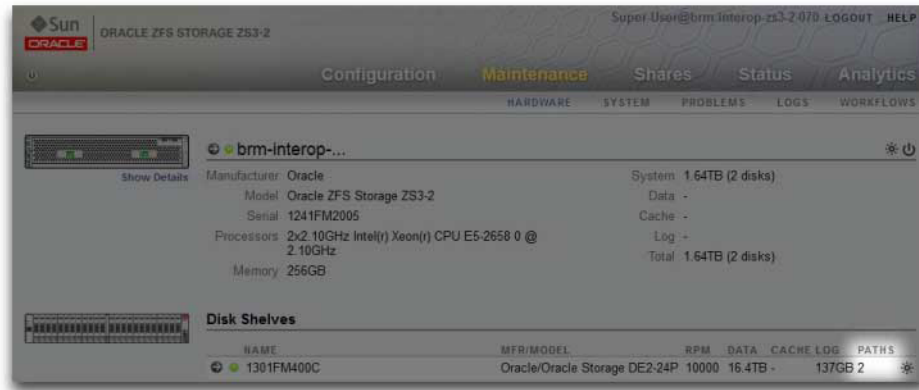 Sun
ORACLE
ORACLE ZFS STORAGE ZS3-2
Super-User@brm-interop-zs3-2-070 LOGOUT HELP
Configuration Maintenance Shares Status Analytics
HARDWARE SYSTEM PROBLEMS LOGS WORKFLOWS
brm-interop-...
Show Details
Manufacturer Oracle
Model Oracle ZFS Storage ZS3-2
Serial 1241FM2005
Processors 2x2.10GHz Intel(r) Xeon(r) CPU E5-2658 0 @
2.10GHz
Memory 256GB
System 1.64TB (2 disks)
Data -
Cache -
Log -
Total 1.64TB (2 disks)
Disk Shelves
NAME MFR/MODEL RPM DATA CACHE LOG PATHS
1301FM400C Oracle/Oracle Storage DE2-24P 10000 16.4TB - 137GB 2